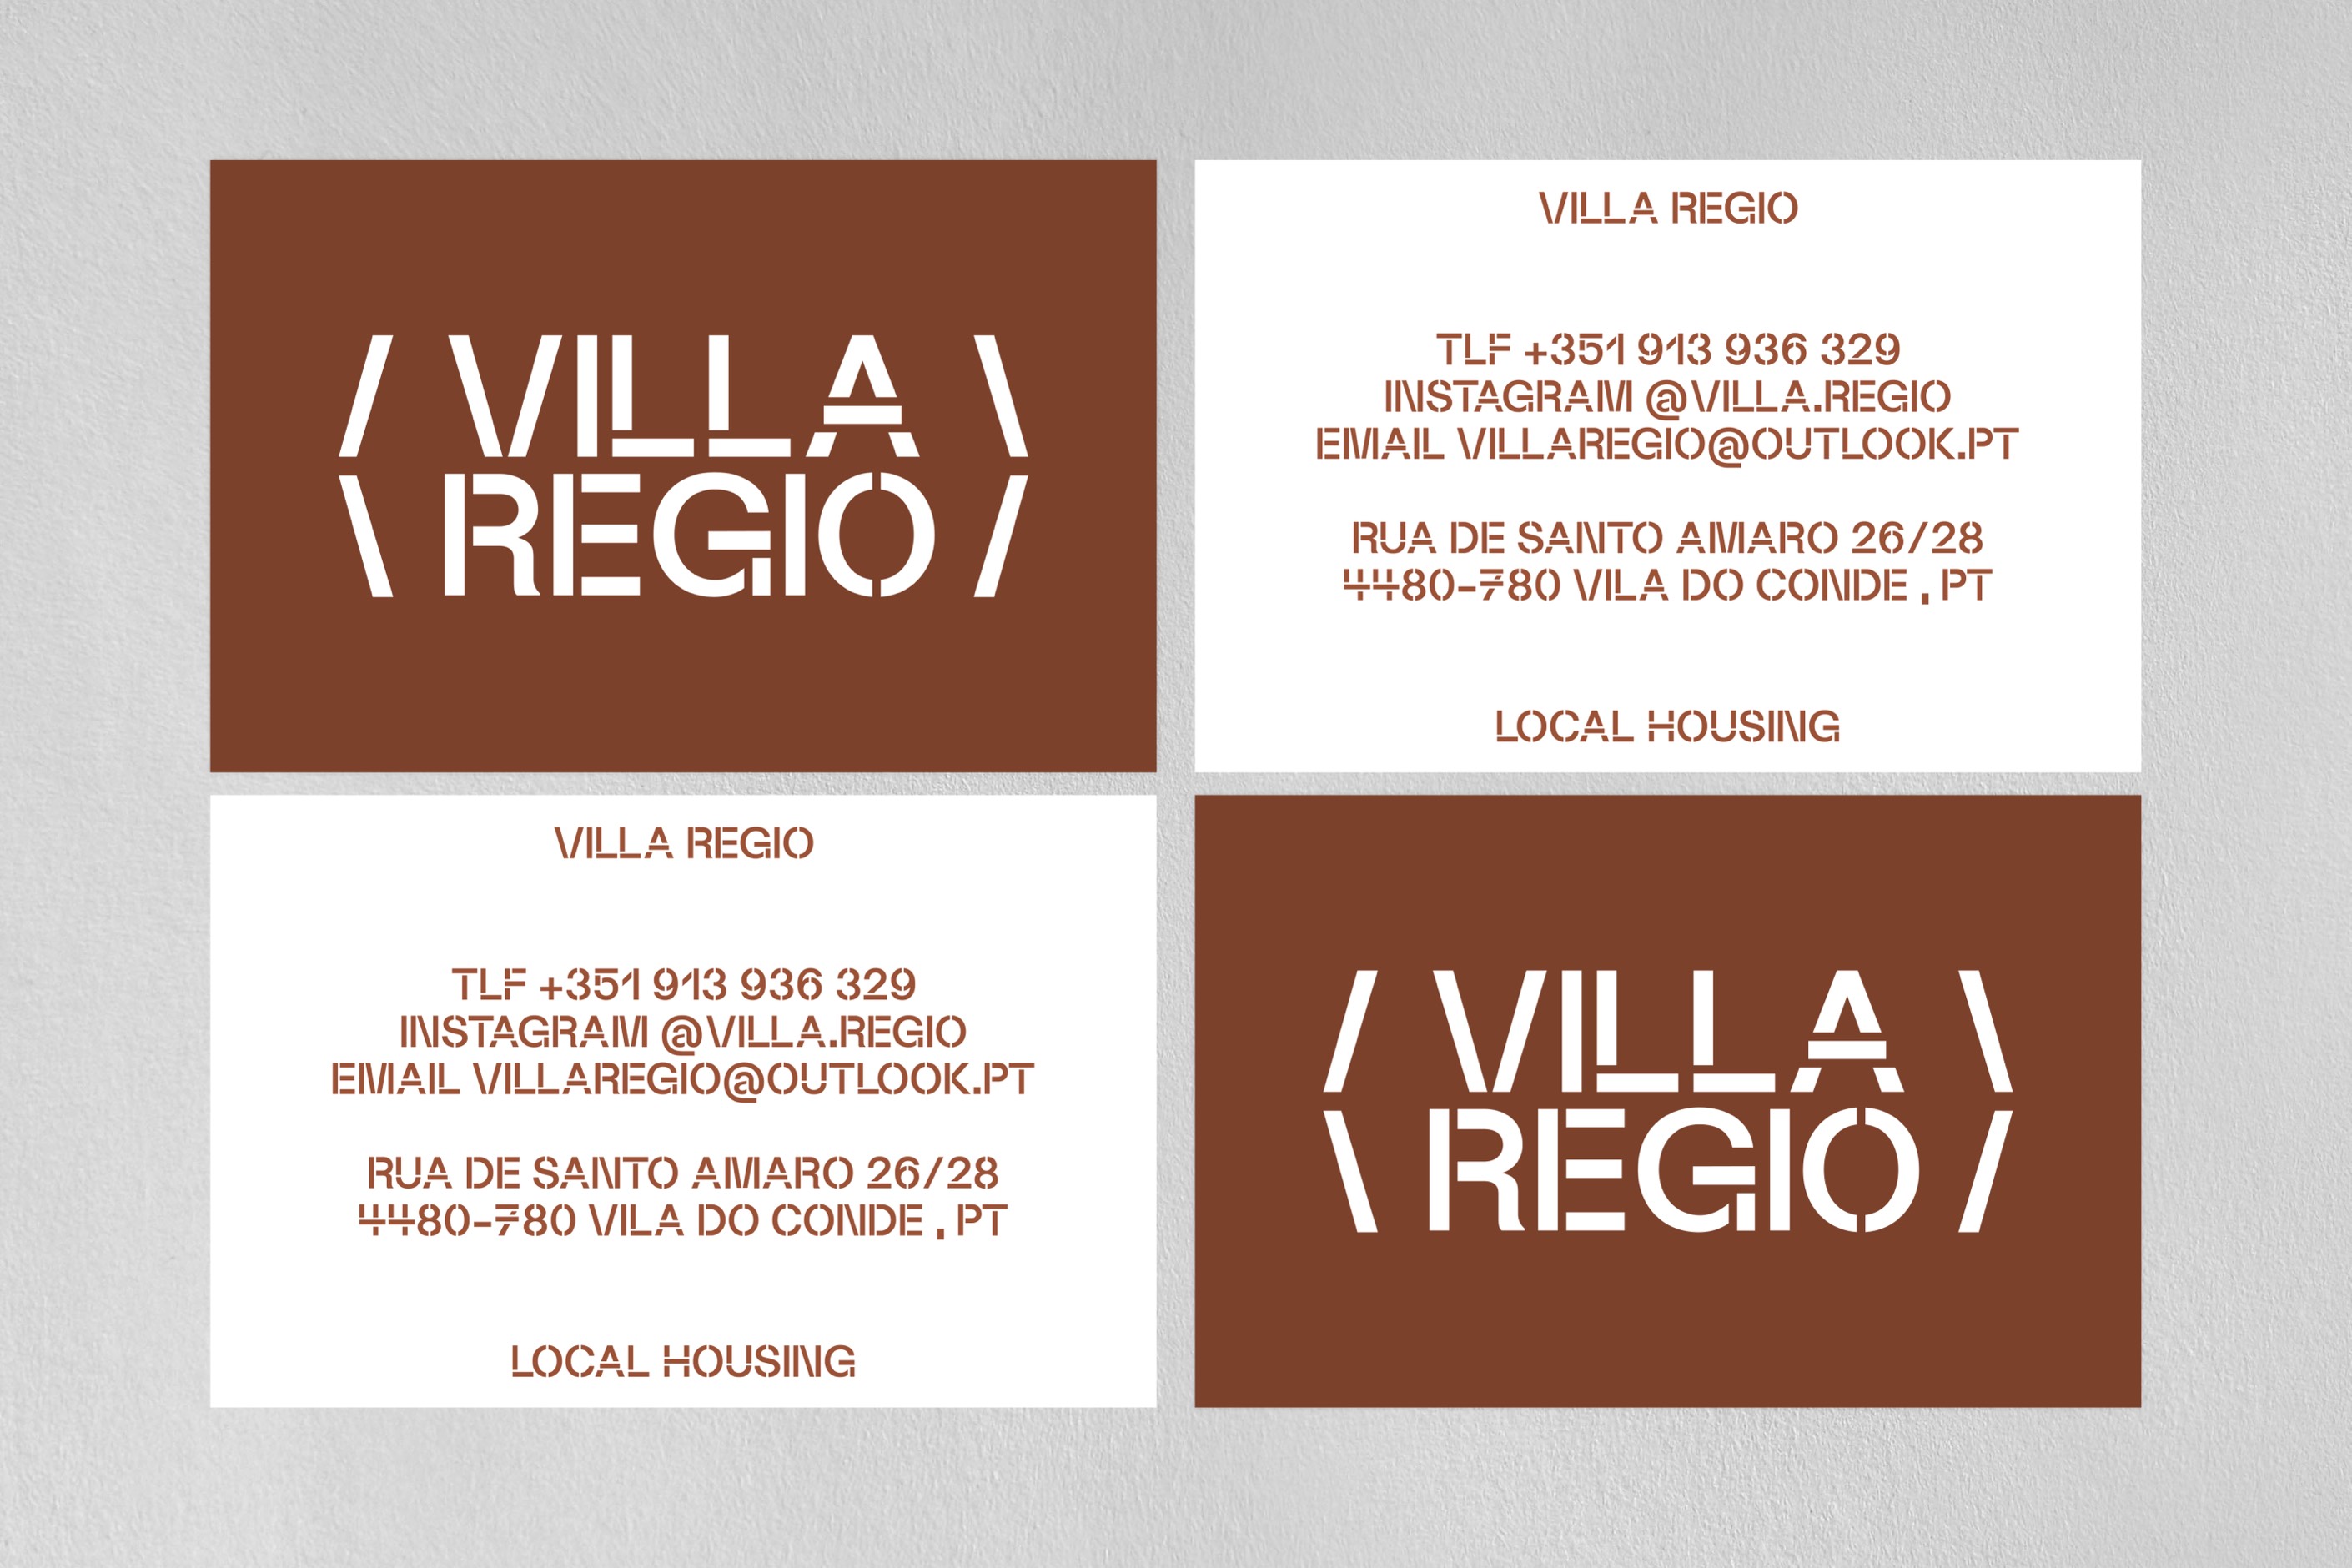 / VILLA \
\ REGIO /
VILLA REGIO
TLF +351 913 936 329
INSTAGRAM @VILLA.REGIO
EMAIL VILLAREGIO@OUTLOOK.PT
RUA DE SANTO AMARO 26/28
4480-780 VILA DO CONDE , PT
LOCAL HOUSING
VILLA REGIO
TLF +351 913 936 329
INSTAGRAM @VILLA.REGIO
EMAIL VILLAREGIO@OUTLOOK.PT
RUA DE SANTO AMARO 26/28
4480-780 VILA DO CONDE , PT
LOCAL HOUSING
/ VILLA \
\ REGIO /